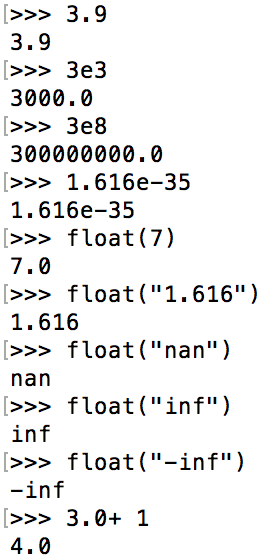 [>>> 3.9
3.9
[>>> 3e3
3000.0
[>>> 3e8
300000000.0
[>>> 1.616e-35
1.616e-35
[>>> float(7)
7.0
[>>> float("1.616")
1.616
[>>> float("nan")
nan
[>>> float("inf")
inf
[>>> float("-inf")
-inf
[>>> 3.0+ 1
4.0